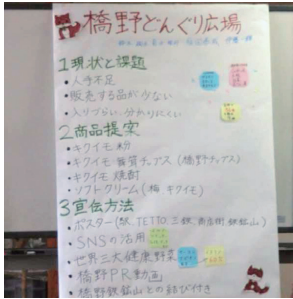 橋野どんぐり広場
1現状と課題
・人手不足
・販売する品が少ない
・入りづらい 分かりにくい
2商品提案
・キクイモ粉
・キクイモ 雑貨チップス(橋野チップス)
・キクイモ焼酎
・ソフトクリーム(梅 キクイモ)
3宣伝方法
・ポスター(駅、TETTO、三鉄、商店街、鉄鉱山)
・SNSの活用
・世界三大健康野菜
・橋野PR動画
・橋野鉄鉱山との結び付き